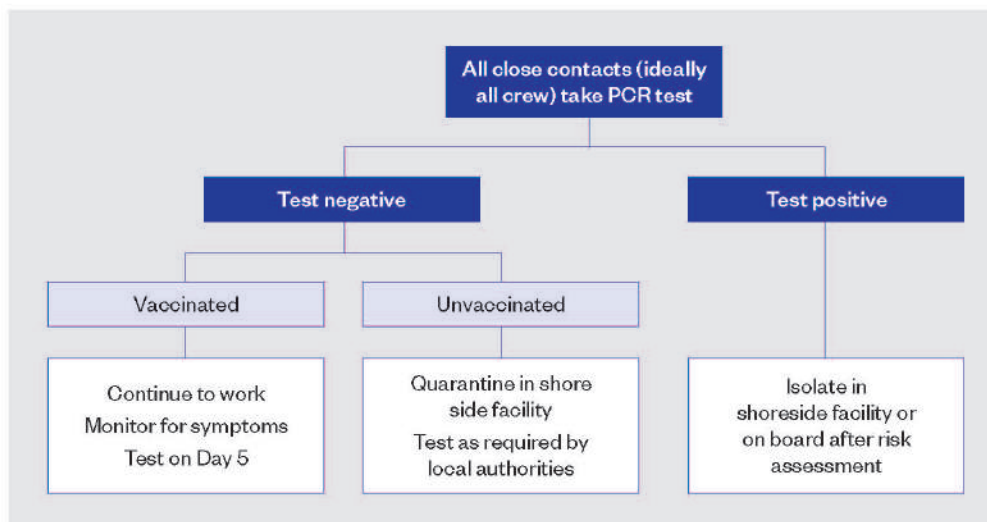 All close contacts (ideally
all crew) take PCR test
Test negative
Test positive
Vaccinated
Unvaccinated
Continue to work
Monitor for symptoms
Test on Day 5
Quarantine in shore
side facility
Test as required by
local authorities
Isolate in
shoreside facility or
on board after risk
assessment